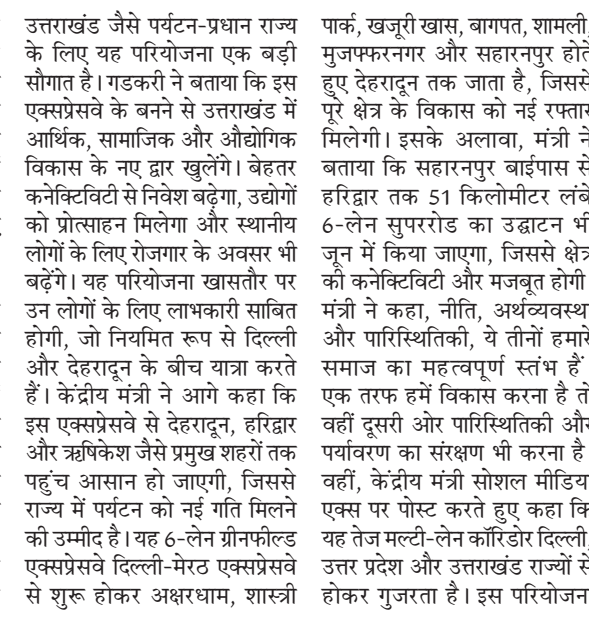 उत्तराखंड जैसे पर्यटन-प्रधान राज्य
के लिए यह परियोजना एक बड़ी
सौगात है। गडकरी ने बताया कि इस
एक्सप्रेसवे के बनने से उत्तराखंड में
आर्थिक, सामाजिक और औद्योगिक
विकास के नए द्वार खुलेंगे। बेहतर
कनेक्टिविटी से निवेश बढ़ेगा, उद्योगों
को प्रोत्साहन मिलेगा और स्थानीय
लोगों के लिए रोजगार के अवसर भी
बढ़ेंगे। यह परियोजना खासतौर पर
उन लोगों के लिए लाभकारी साबित
होगी, जो नियमित रूप से दिल्ली
और देहरादून के बीच यात्रा करते
हैं। केंद्रीय मंत्री ने आगे कहा कि
इस एक्सप्रेसवे से देहरादून, हरिद्वार
और ऋषिकेश जैसे प्रमुख शहरों तक
पहुंच आसान हो जाएगी, जिससे
राज्य में पर्यटन को नई गति मिलने
की उम्मीद है। यह 6-लेन ग्रीनफील्ड
एक्सप्रेसवे दिल्ली-मेरठ एक्सप्रेसवे
से शुरू होकर अक्षरधाम, शास्त्री
पार्क, खजूरी खास, बागपत, शामली,
मुजफ्फरनगर और सहारनपुर होते
हुए देहरादून तक जाता है, जिससे
पूरे क्षेत्र के विकास को नई रफ्तार
मिलेगी। इसके अलावा, मंत्री ने
बताया कि सहारनपुर बाईपास से
हरिद्वार तक 51 किलोमीटर लंबे
6-लेन सुपररोड का उद्घाटन भी
जून में किया जाएगा, जिससे क्षेत्र
की कनेक्टिविटी और मजबूत होगी
मंत्री ने कहा, नीति, अर्थव्यवस्था
और पारिस्थितिकी, ये तीनों हमारे
समाज का महत्वपूर्ण स्तंभ हैं
एक तरफ हमें विकास करना है तो
वहीं दूसरी ओर पारिस्थितिकी और
पर्यावरण का संरक्षण भी करना है
वहीं, केंद्रीय मंत्री सोशल मीडिया
एक्स पर पोस्ट करते हुए कहा कि
यह तेज मल्टी-लेन कॉरिडोर दिल्ली,
उत्तर प्रदेश और उत्तराखंड राज्यों से
होकर गुजरता है। इस परियोजना